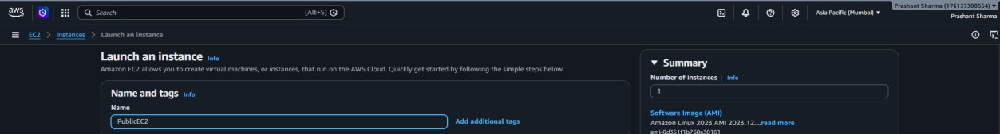 aws
Search [Alt+S]
Asia Pacific (Mumbai) ▼
Prashant Sharma (176137308564) ▼
Prashant Sharma
EC2 > Instances > Launch an instance
Launch an instance Info
Amazon EC2 allows you to create virtual machines, or instances, that run on the AWS Cloud. Quickly get started by following the simple steps below.
Name and tags Info
Name
PublicEC2
Add additional tags
▼ Summary
Number of instances | Info
1
Software Image (AMI)
Amazon Linux 2023 AMI 2023.12....read more
ami-0d351f1b760a30161